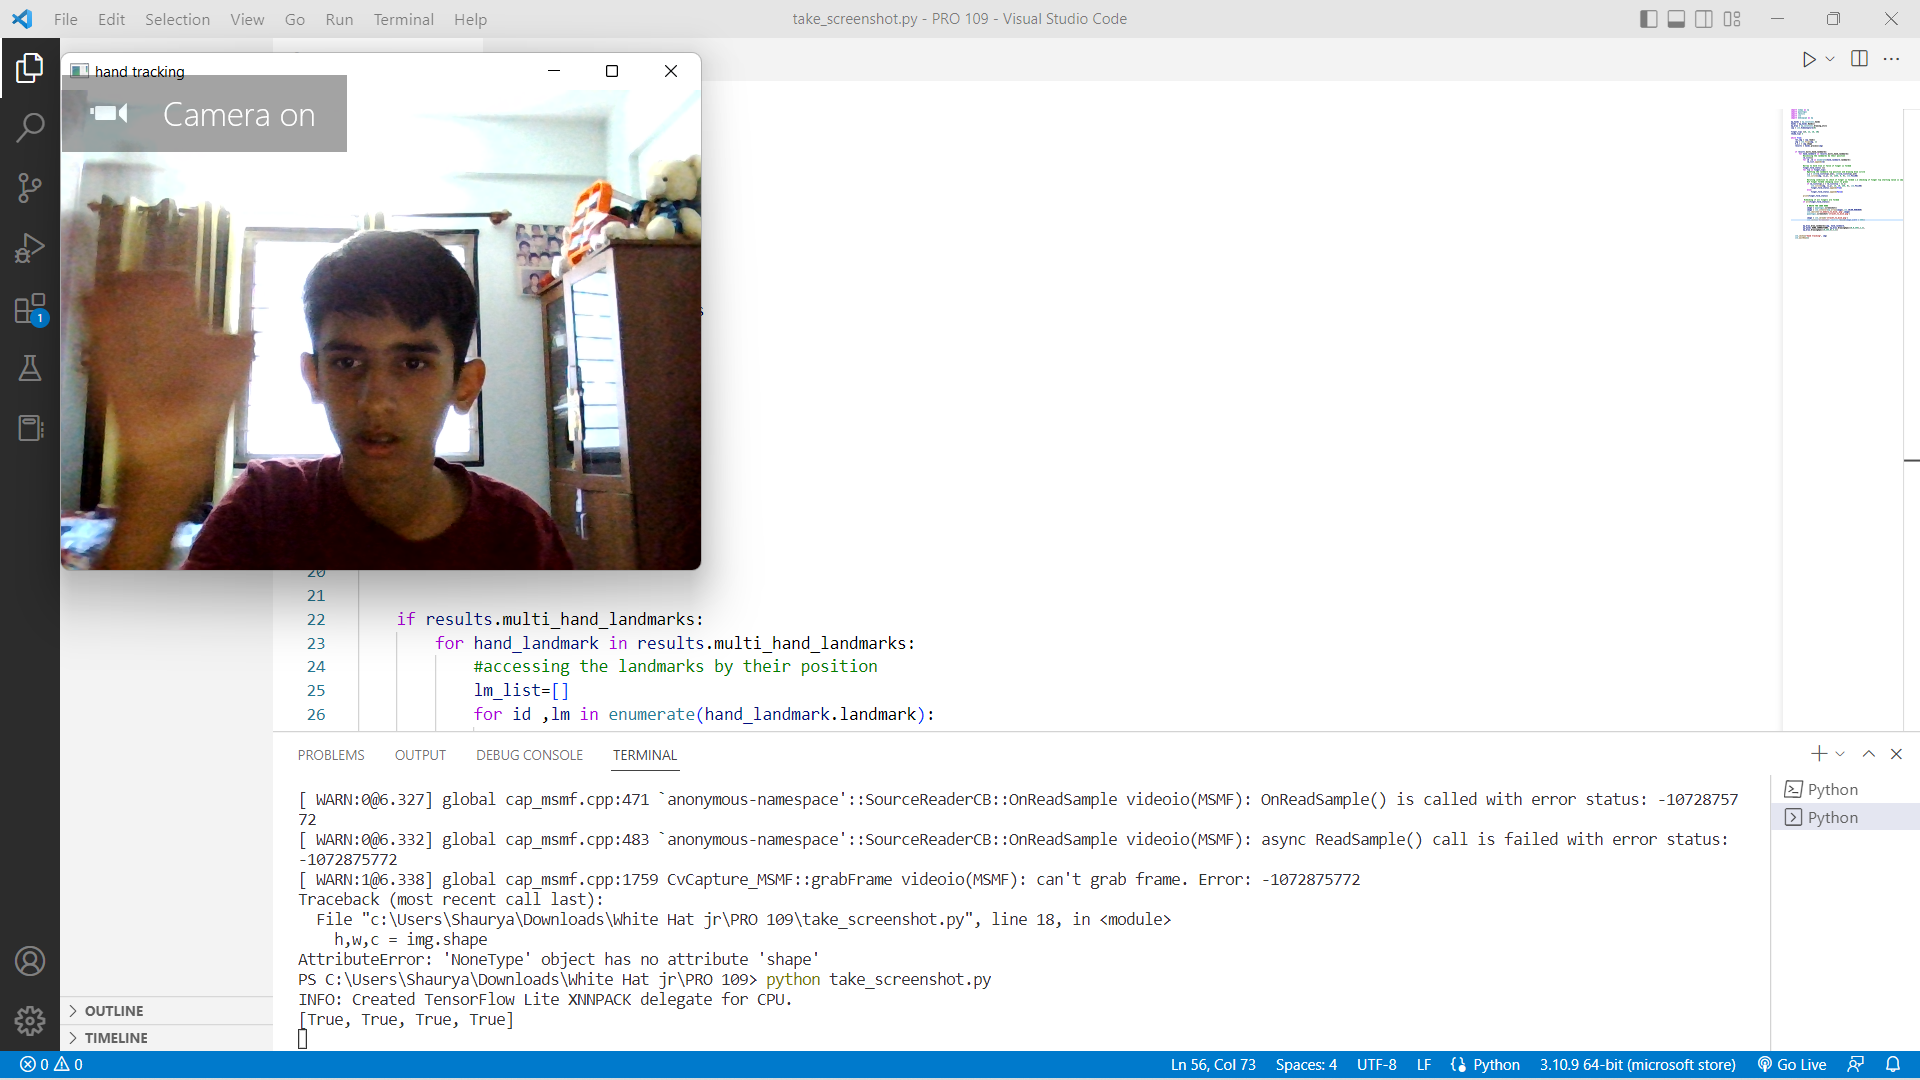 File Edit Selection View Go Run Terminal Help
take_screenshot.py - PRO 109 - Visual Studio Code
hand tracking
Camera on
1
20
21
22 if results.multi_hand_landmarks:
23 for hand_landmark in results.multi_hand_landmarks:
24 #accessing the landmarks by their position
25 lm_list=[]
26 for id ,lm in enumerate(hand_landmark.landmark):
PROBLEMS OUTPUT DEBUG CONSOLE TERMINAL
[ WARN:0@6.327] global cap_msmf.cpp:471 `anonymous-namespace'::SourceReaderCB::OnReadSample videoio(MSMF): OnReadSample() is called with error status: -10728757
72
[ WARN:0@6.332] global cap_msmf.cpp:483 `anonymous-namespace'::SourceReaderCB::OnReadSample videoio(MSMF): async ReadSample() call is failed with error status:
-1072875772
[ WARN:1@6.338] global cap_msmf.cpp:1759 CvCapture_MSMF::grabFrame videoio(MSMF): can't grab frame. Error: -1072875772
Traceback (most recent call last):
File "c:\Users\Shaurya\Downloads\White Hat jr\PRO 109\take_screenshot.py", line 18, in <module>
h,w,c = img.shape
AttributeError: 'NoneType' object has no attribute 'shape'
PS C:\Users\Shaurya\Downloads\White Hat jr\PRO 109> python take_screenshot.py
INFO: Created TensorFlow Lite XNNPACK delegate for CPU.
[True, True, True, True]
Python
Python
OUTLINE
TIMELINE
0 0
Ln 56, Col 73 Spaces: 4 UTF-8 LF Python 3.10.9 64-bit (microsoft store) Go Live